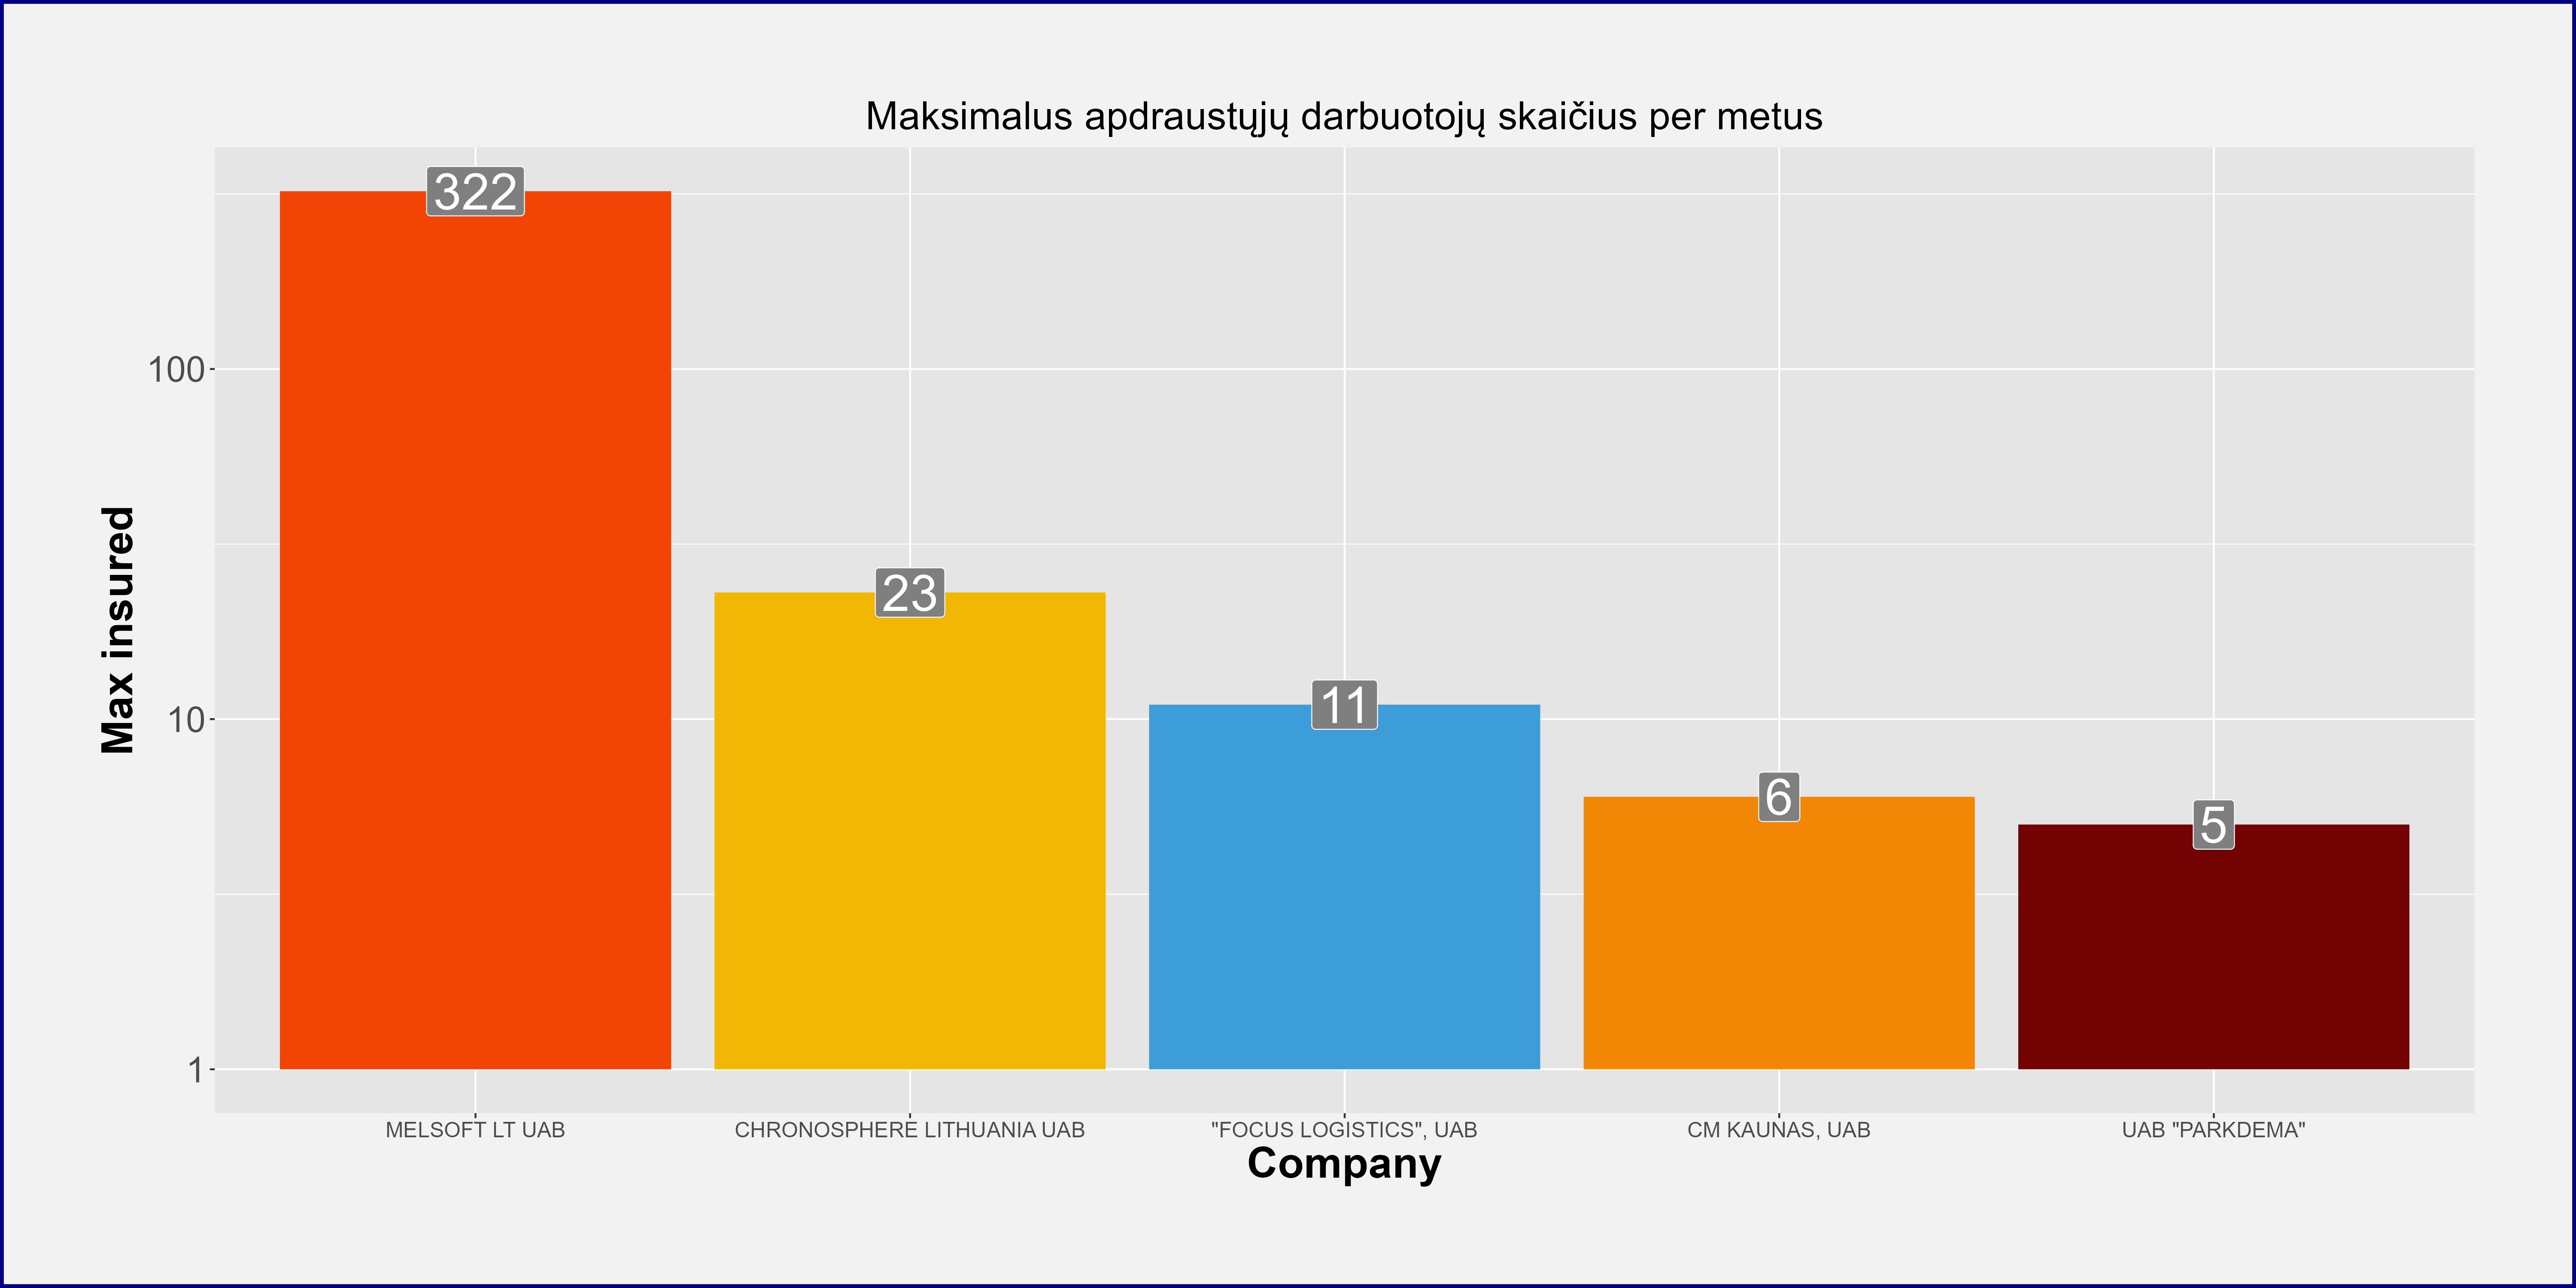 Maksimalus apdraustųjų darbuotojų skaičius per metus
322
100
23
Max insured
11
10
6
5
1
MELSOFT LT UAB
CHRONOSPHERE LITHUANIA UAB
"FOCUS LOGISTICS", UAB
CM KAUNAS, UAB
UAB "PARKDEMA"
Company